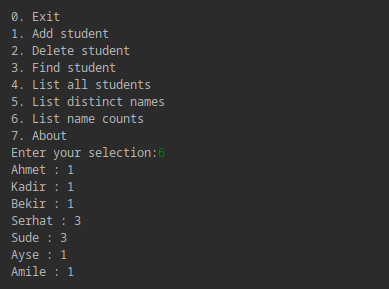 0. Exit
1. Add student
2. Delete student
3. Find student
4. List all students
5. List distinct names
6. List name counts
7. About
Enter your selection:6
Ahmet : 1
Kadir : 1
Bekir : 1
Serhat : 3
Sude : 3
Ayse : 1
Amile : 1